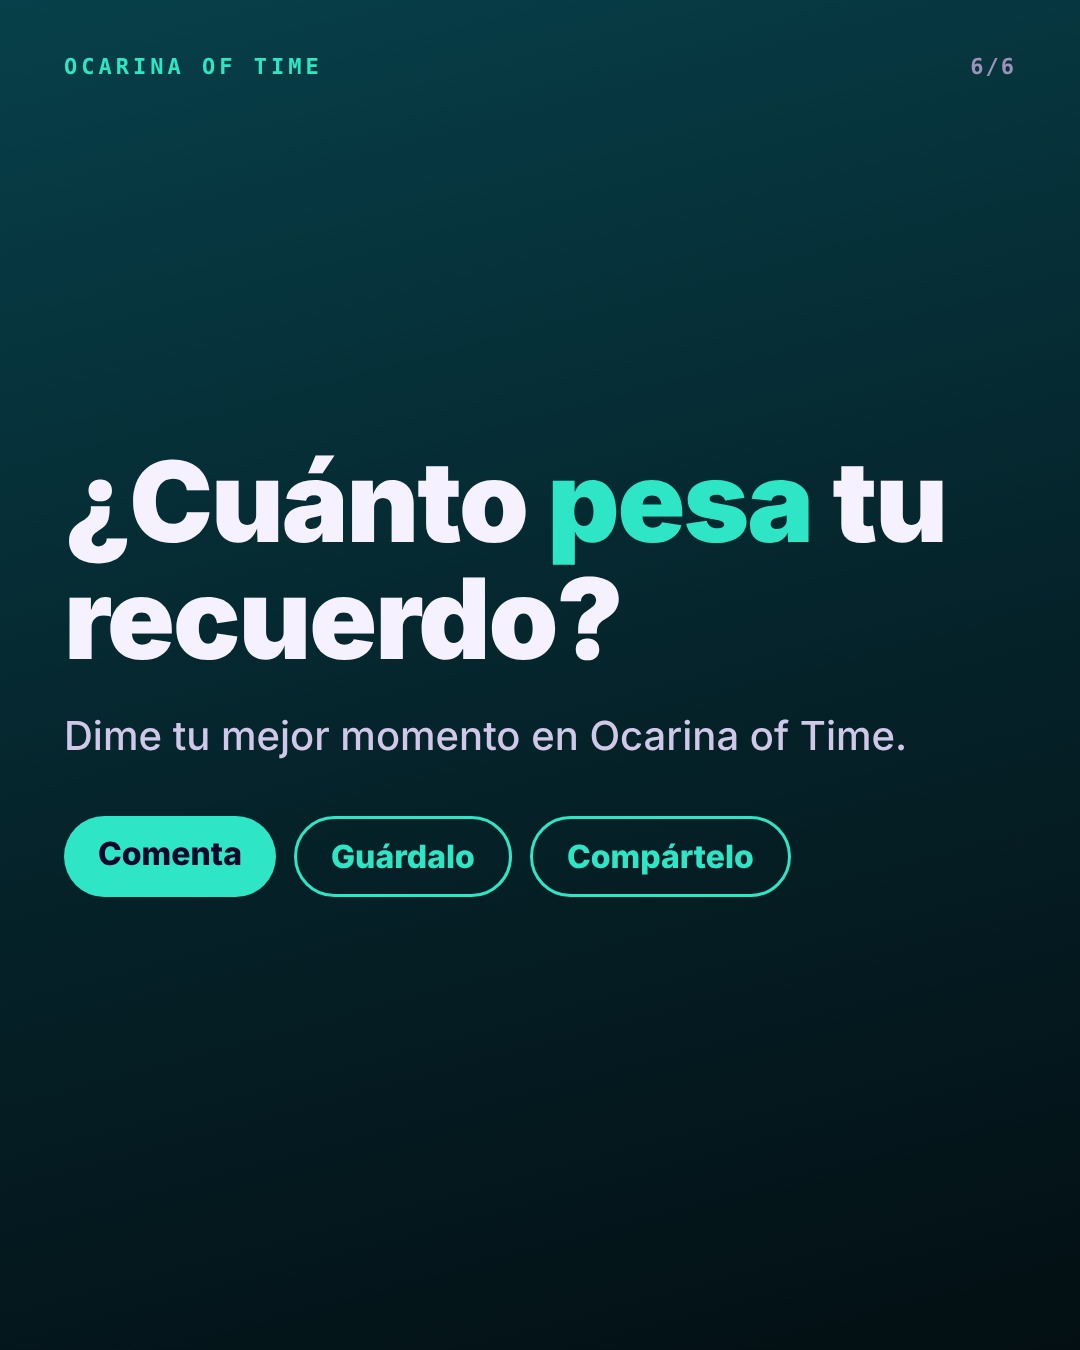 OCARINA OF TIME
6/6
¿Cuánto pesa tu
recuerdo?
Dime tu mejor momento en Ocarina of Time.
Comenta
Guárdalo
Compártelo